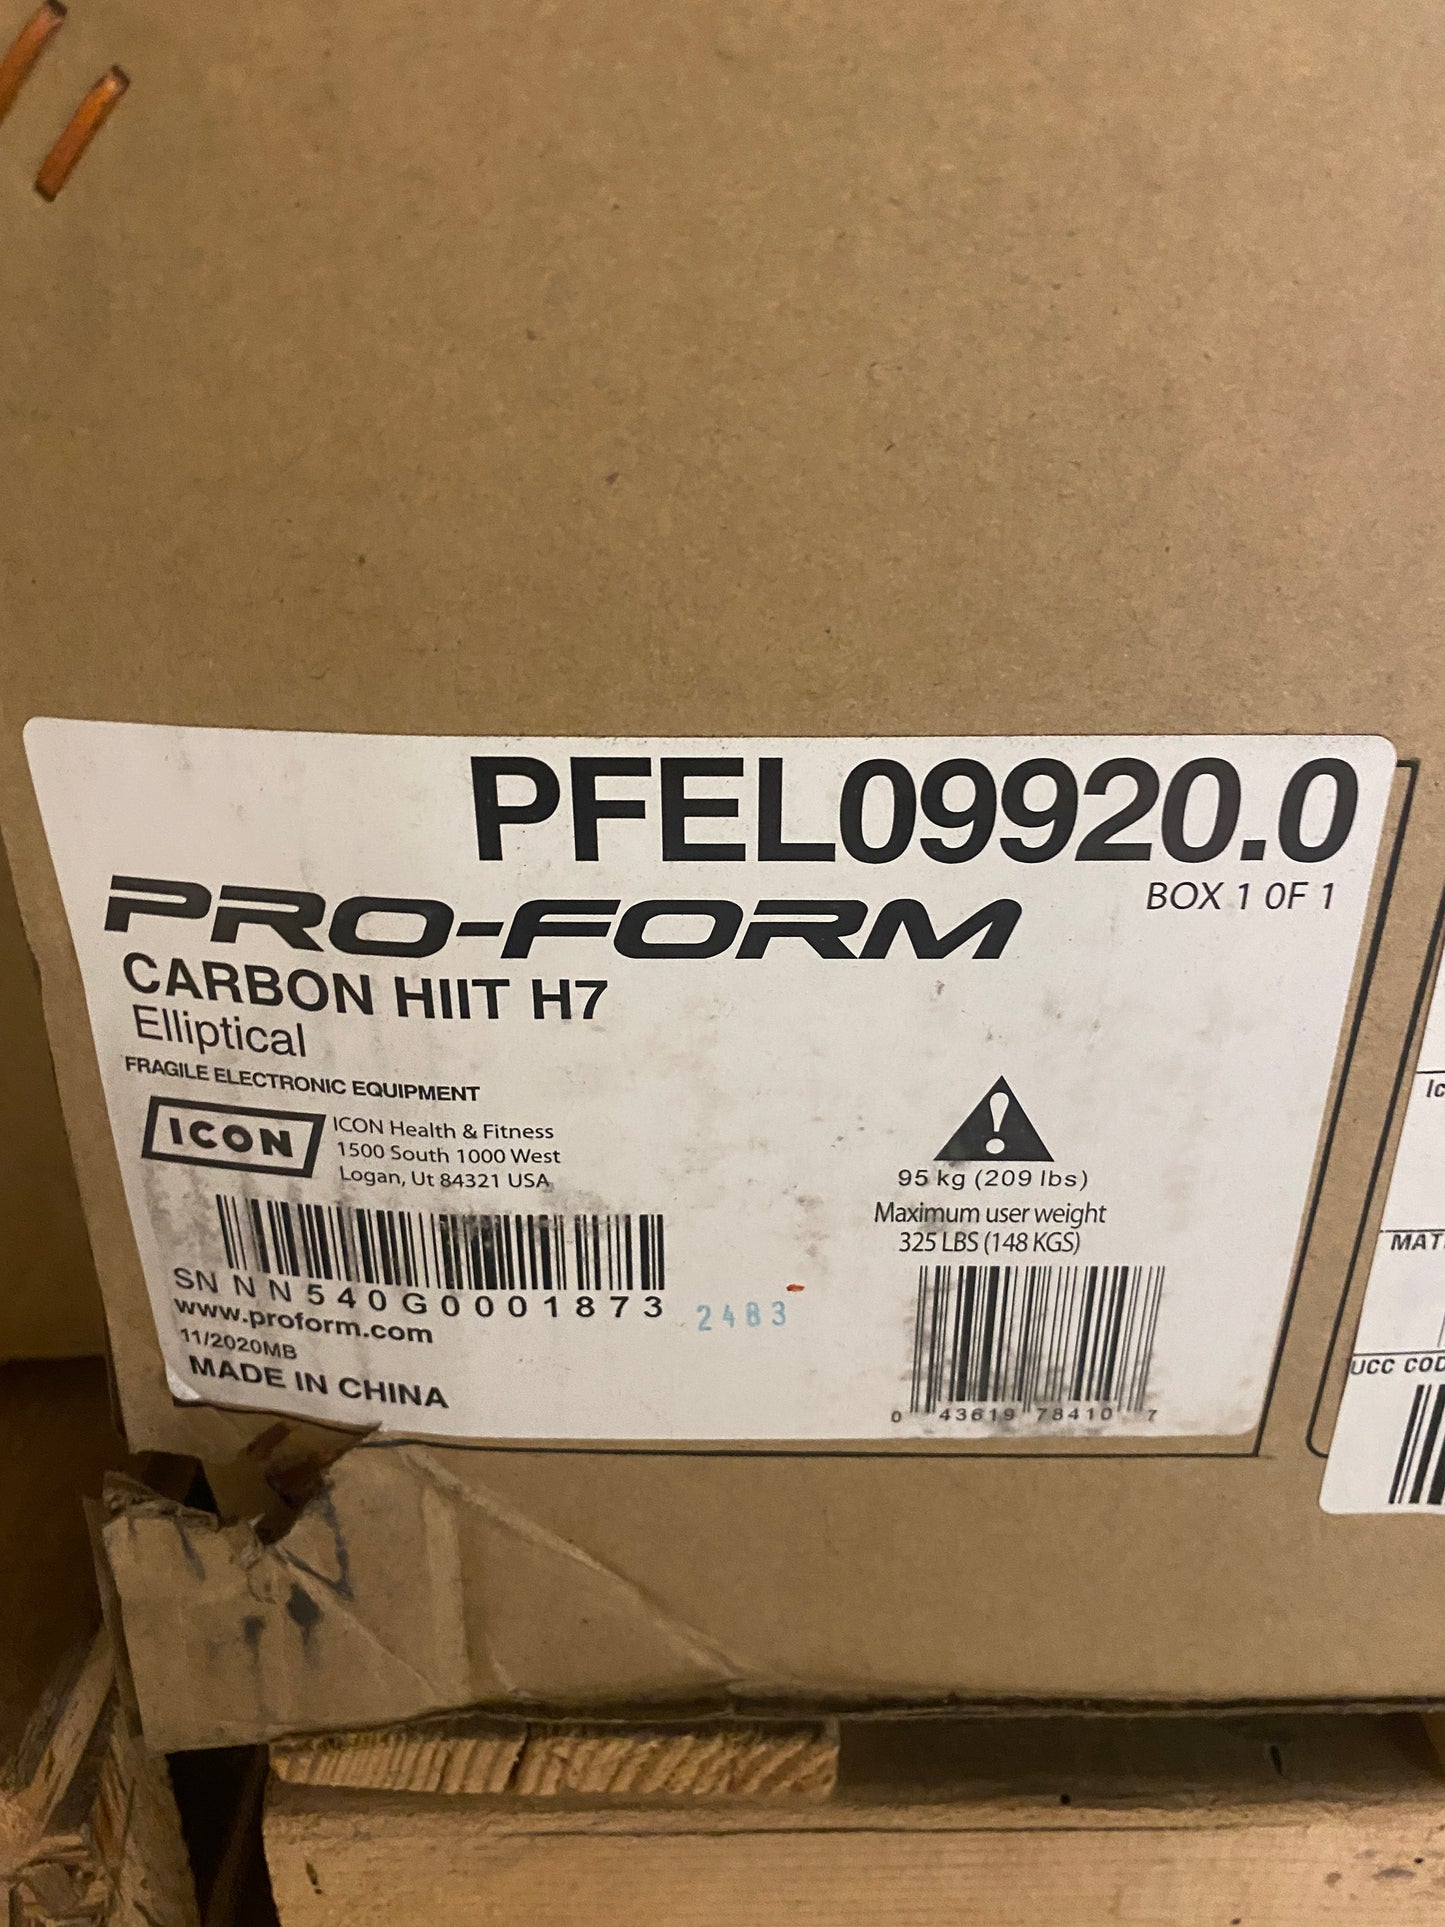 PFEL09920.0
BOX 1 OF 1
PRO-FORM
CARBON HIIT H7
Elliptical
FRAGILE ELECTRONIC EQUIPMENT
ICON
ICON Health & Fitness
1500 South 1000 West
Logan, Ut 84321 USA
95 kg (209 lbs)
Maximum user weight
325 LBS (148 KGS)
SN NN540G0001873
2483
www.proform.com
11/2020MB
MADE IN CHINA
0 43619 78410 7
Ic
MAT
UCC COD